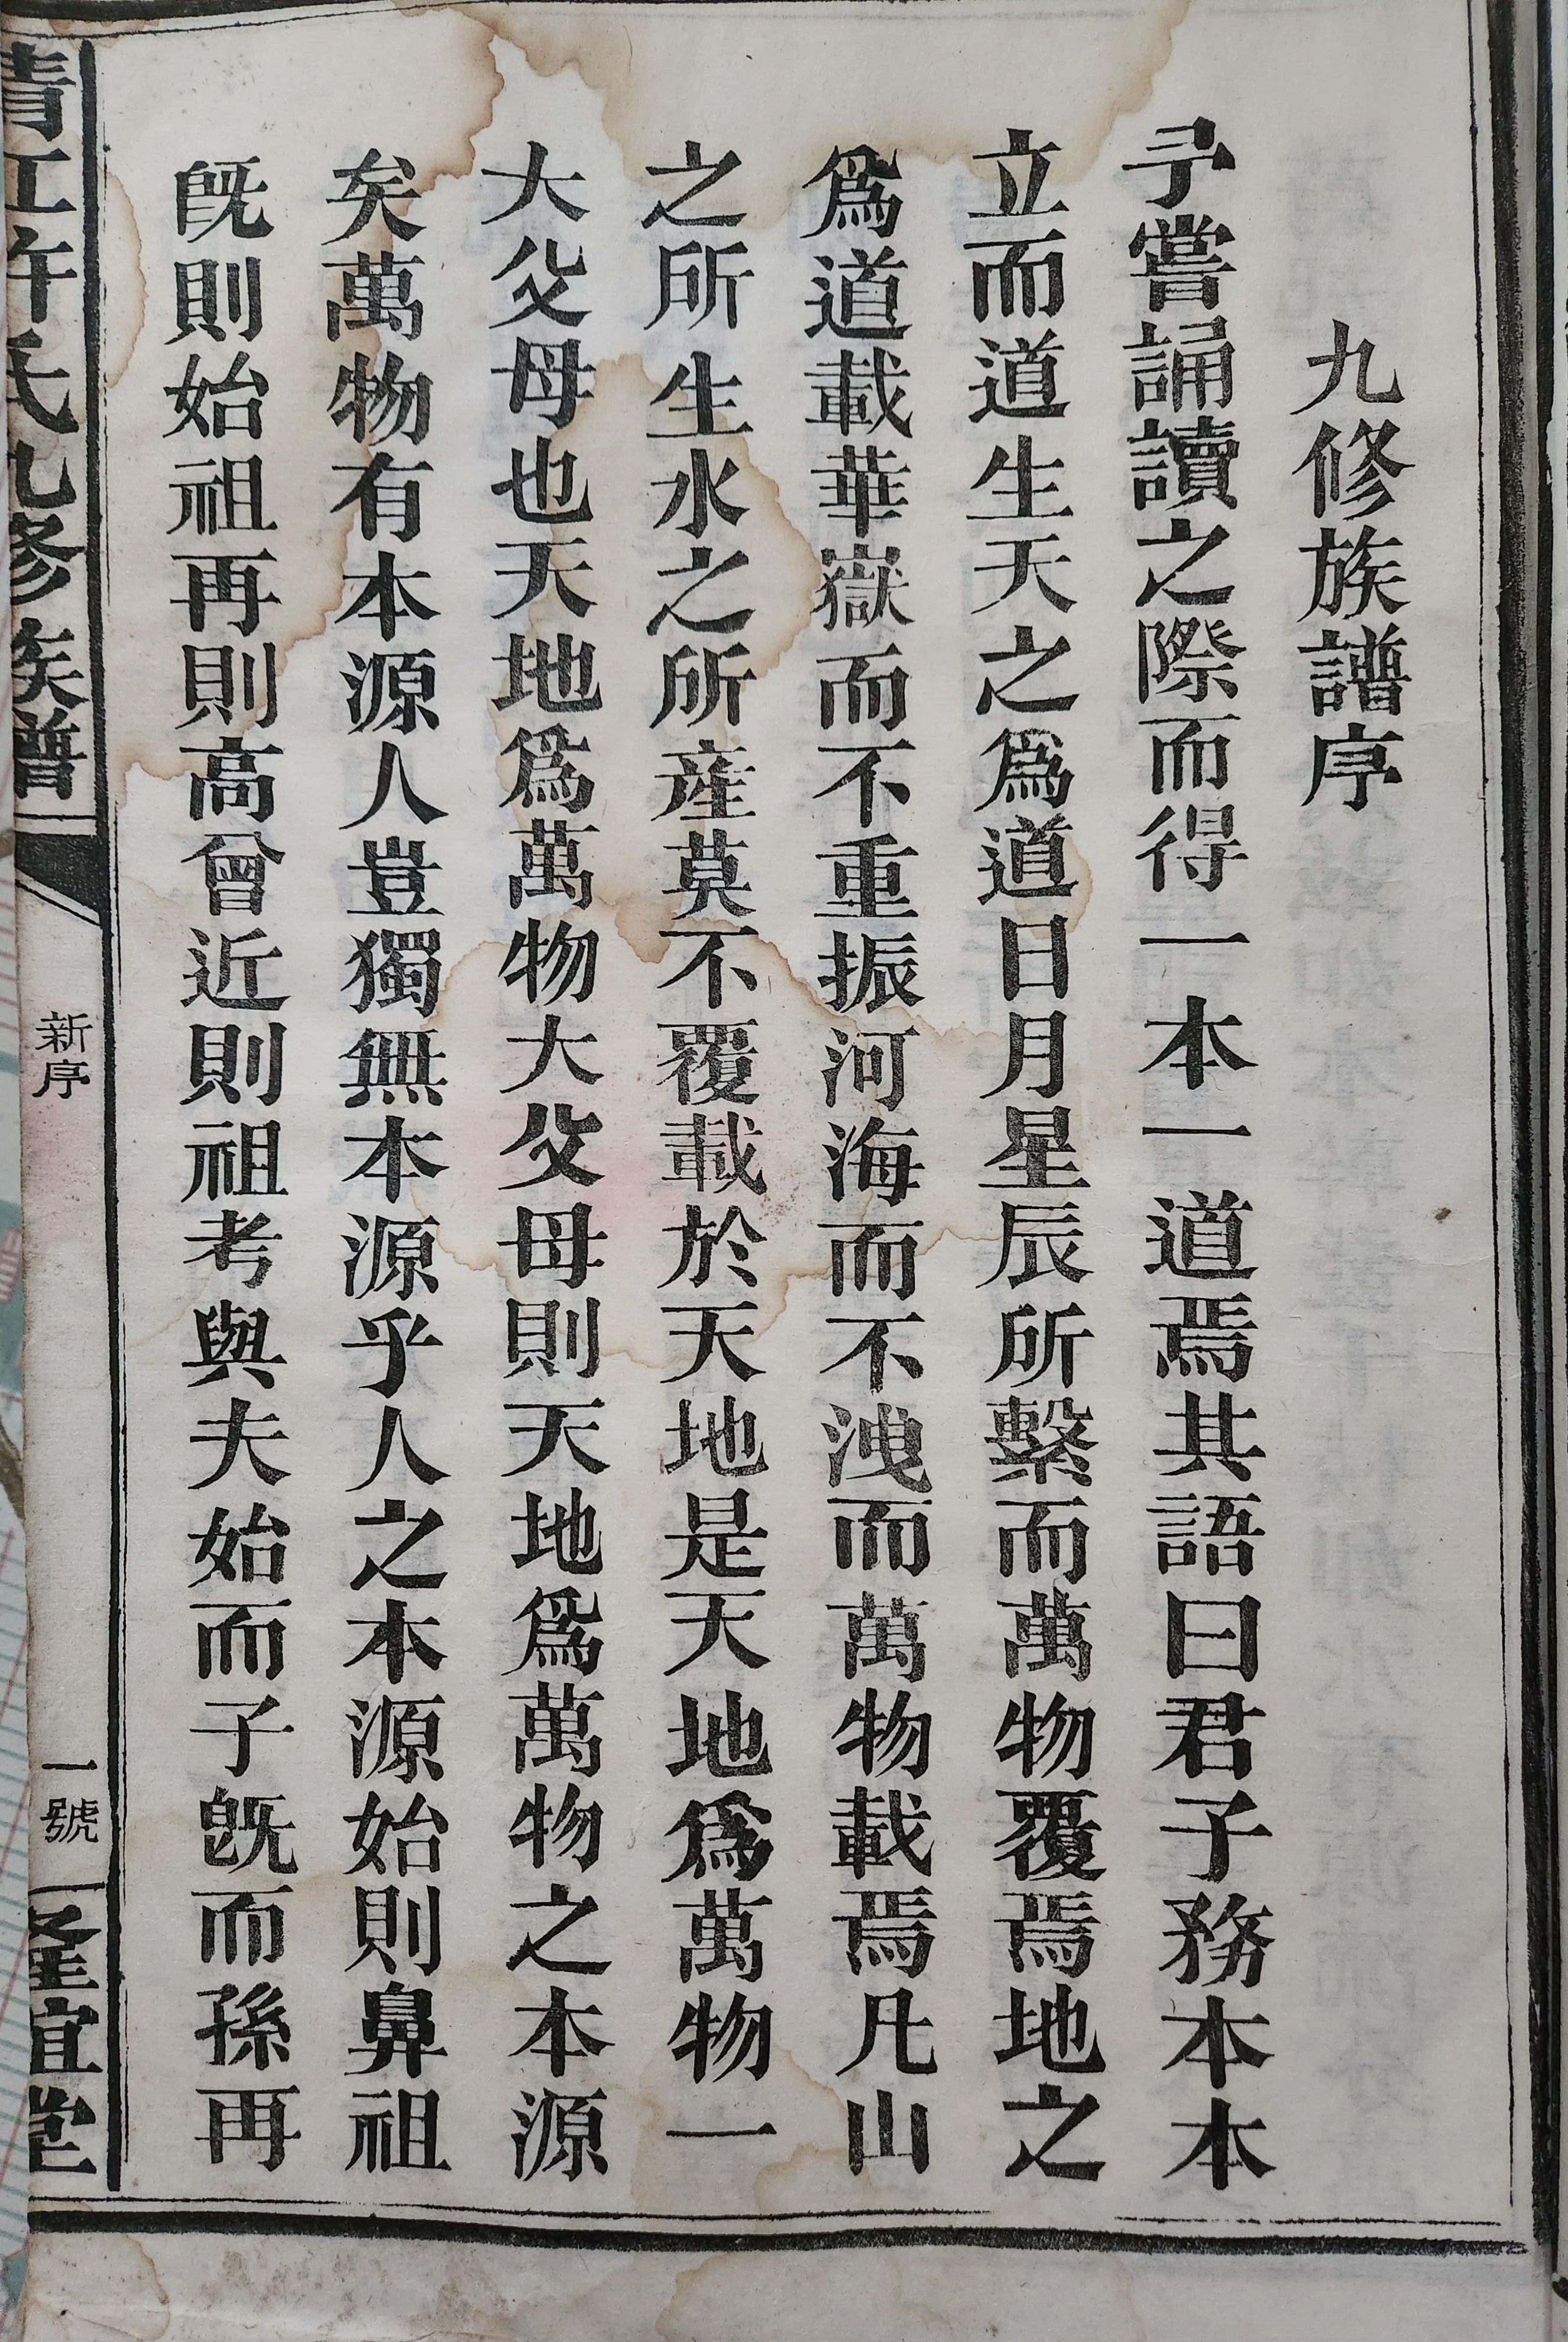 九修族譜序
予嘗誦讀之際而得一本一道焉其語曰君子務本本
立而道生天之為道日月星辰所繫而萬物覆焉地之
為道載華嶽而不重振河海而不洩而萬物載焉凡山
之所生水之所產莫不覆載於天地是天地為萬物一
大父母也天地為萬物大父母則天地為萬物之本源
矣萬物有本源人豈獨無本源乎人之本源始則鼻祖
旣則始祖再則高曾近則祖考與夫始而子旣而孫再
清江許氏九修族譜
新序
一號
宜堂